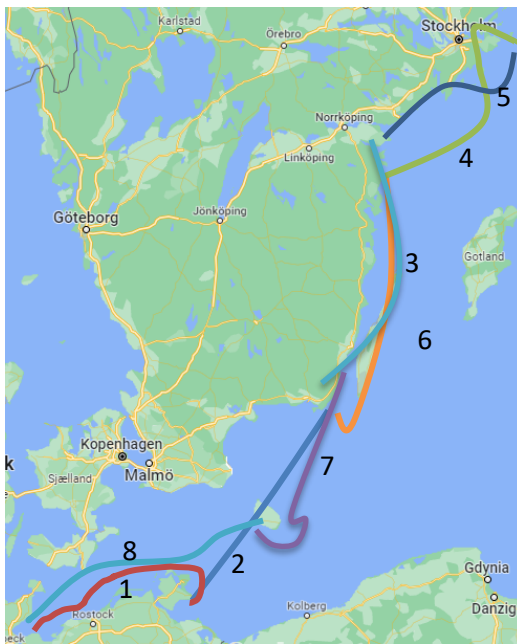 Karlstad
Örebro
Stockholm
5
Norrköping
Linköping
4
Jönköping
Göteborg
3
Gotland
6
Kopenhagen
k
Malmö
Sjælland
7
8
2
1
Gdynia
Rostock
Kolberg
Danzig
eck